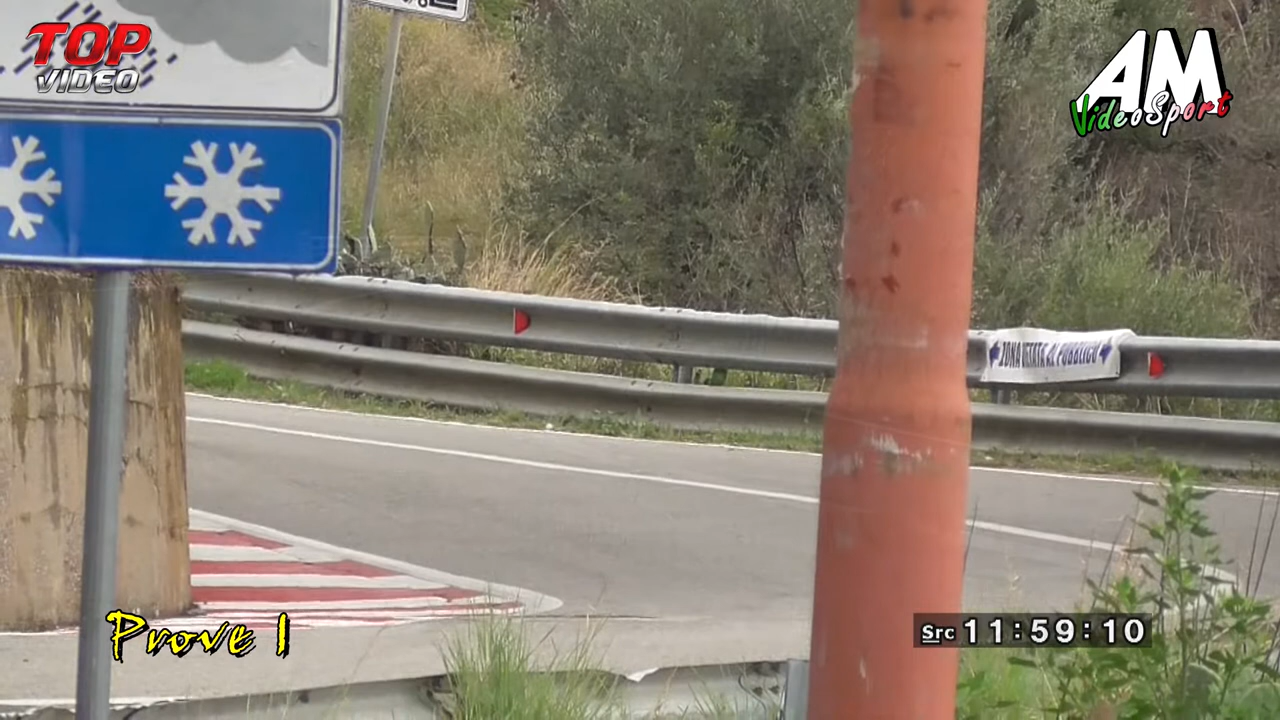 TOP
VIDEO
AM
VideoSport
ZONA VIETATA AL PUBBLICO
Prove 1
Src 11:59:10